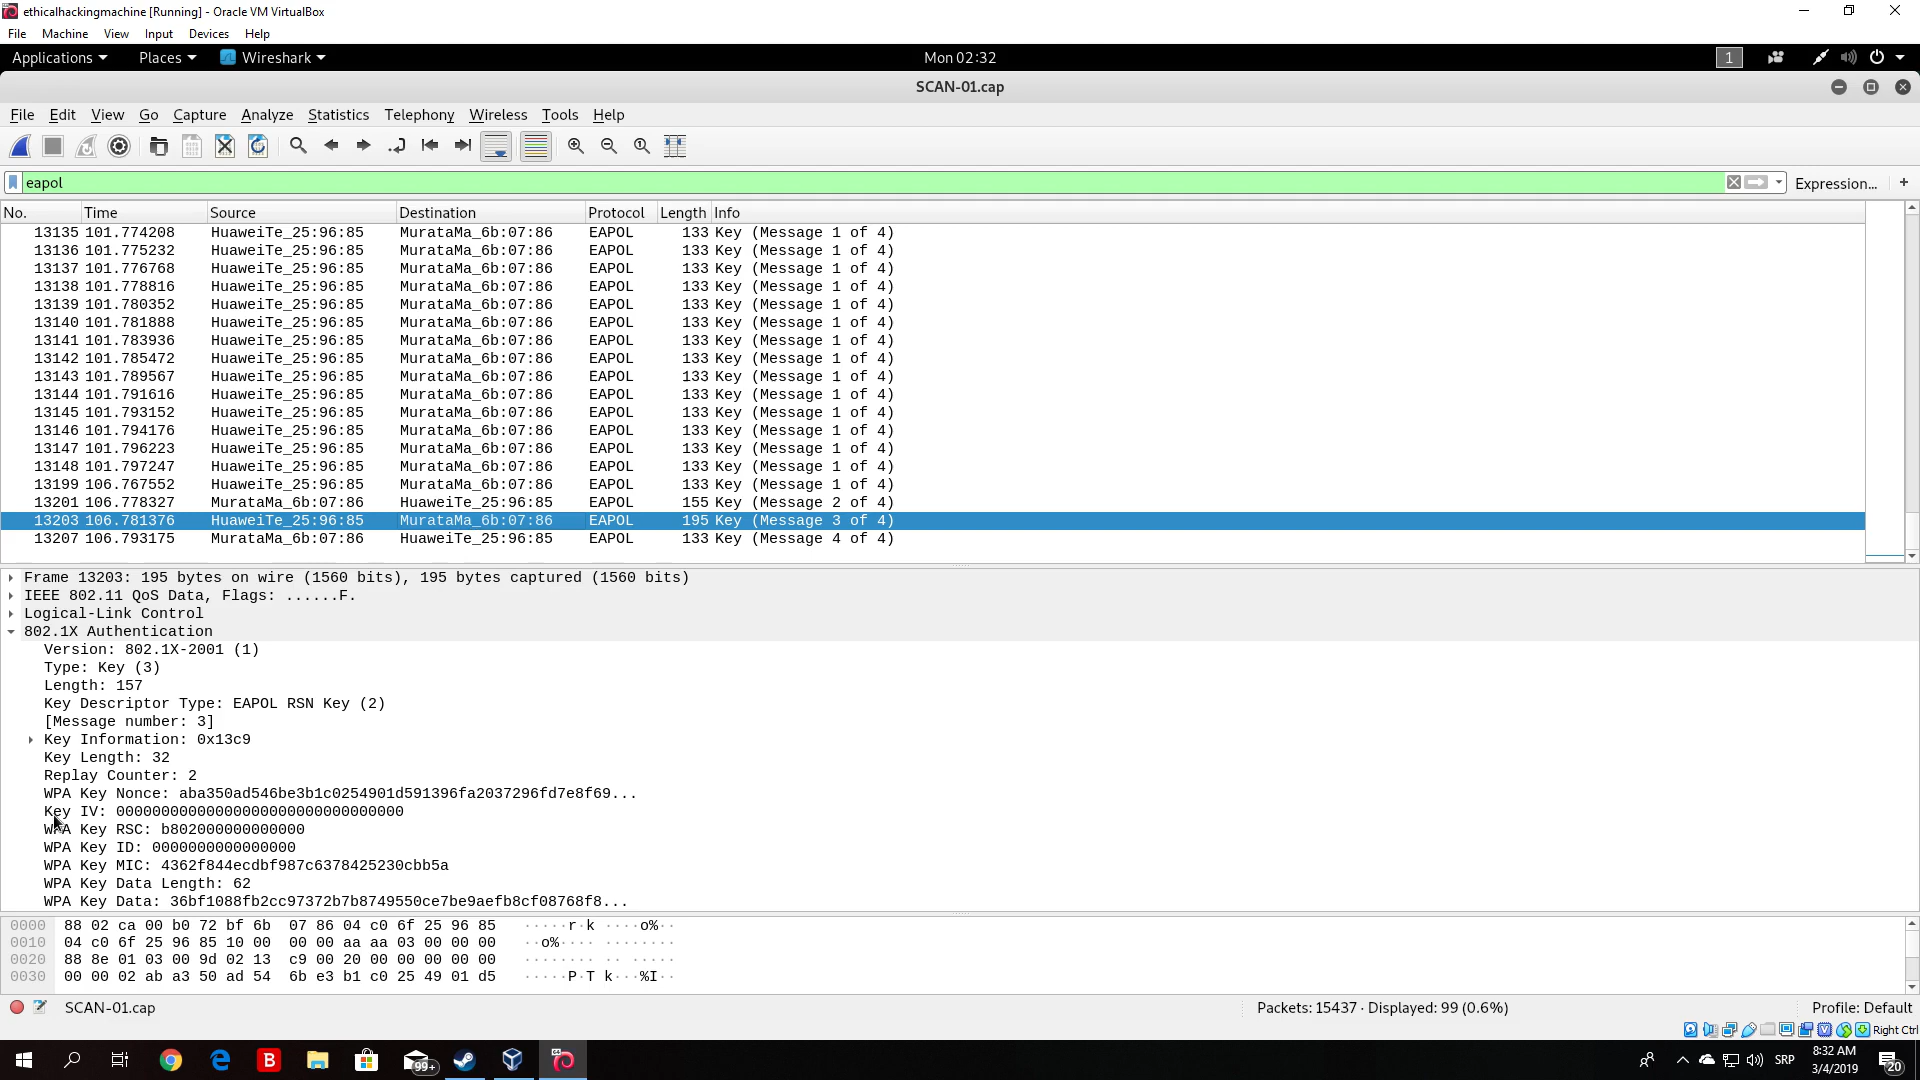 ethicalhackingmachine [Running] - Oracle VM VirtualBox
File Machine View Input Devices Help
Applications Places Wireshark Mon 02:32 1
SCAN-01.cap
File Edit View Go Capture Analyze Statistics Telephony Wireless Tools Help
eapol Expression... +
No. Time Source Destination Protocol Length Info
13135 101.774208 HuaweiTe_25:96:85 MurataMa_6b:07:86 EAPOL 133 Key (Message 1 of 4)
13136 101.775232 HuaweiTe_25:96:85 MurataMa_6b:07:86 EAPOL 133 Key (Message 1 of 4)
13137 101.776768 HuaweiTe_25:96:85 MurataMa_6b:07:86 EAPOL 133 Key (Message 1 of 4)
13138 101.778816 HuaweiTe_25:96:85 MurataMa_6b:07:86 EAPOL 133 Key (Message 1 of 4)
13139 101.780352 HuaweiTe_25:96:85 MurataMa_6b:07:86 EAPOL 133 Key (Message 1 of 4)
13140 101.781888 HuaweiTe_25:96:85 MurataMa_6b:07:86 EAPOL 133 Key (Message 1 of 4)
13141 101.783936 HuaweiTe_25:96:85 MurataMa_6b:07:86 EAPOL 133 Key (Message 1 of 4)
13142 101.785472 HuaweiTe_25:96:85 MurataMa_6b:07:86 EAPOL 133 Key (Message 1 of 4)
13143 101.789567 HuaweiTe_25:96:85 MurataMa_6b:07:86 EAPOL 133 Key (Message 1 of 4)
13144 101.791616 HuaweiTe_25:96:85 MurataMa_6b:07:86 EAPOL 133 Key (Message 1 of 4)
13145 101.793152 HuaweiTe_25:96:85 MurataMa_6b:07:86 EAPOL 133 Key (Message 1 of 4)
13146 101.794176 HuaweiTe_25:96:85 MurataMa_6b:07:86 EAPOL 133 Key (Message 1 of 4)
13147 101.796223 HuaweiTe_25:96:85 MurataMa_6b:07:86 EAPOL 133 Key (Message 1 of 4)
13148 101.797247 HuaweiTe_25:96:85 MurataMa_6b:07:86 EAPOL 133 Key (Message 1 of 4)
13199 106.767552 HuaweiTe_25:96:85 MurataMa_6b:07:86 EAPOL 133 Key (Message 1 of 4)
13201 106.778327 MurataMa_6b:07:86 HuaweiTe_25:96:85 EAPOL 155 Key (Message 2 of 4)
13203 106.781376 HuaweiTe_25:96:85 MurataMa_6b:07:86 EAPOL 195 Key (Message 3 of 4)
13207 106.793175 MurataMa_6b:07:86 HuaweiTe_25:96:85 EAPOL 133 Key (Message 4 of 4)
Frame 13203: 195 bytes on wire (1560 bits), 195 bytes captured (1560 bits)
IEEE 802.11 QoS Data, Flags: ......F.
Logical-Link Control
802.1X Authentication
Version: 802.1X-2001 (1)
Type: Key (3)
Length: 157
Key Descriptor Type: EAPOL RSN Key (2)
[Message number: 3]
Key Information: 0x13c9
Key Length: 32
Replay Counter: 2
WPA Key Nonce: aba350ad546be3b1c0254901d591396fa2037296fd7e8f69...
Key IV: 00000000000000000000000000000000
WPA Key RSC: b802000000000000
WPA Key ID: 0000000000000000
WPA Key MIC: 4362f844ecdbf987c6378425230cbb5a
WPA Key Data Length: 62
WPA Key Data: 36bf1088fb2cc97372b7b8749550ce7be9aefb8cf08768f8...
0000 88 02 ca 00 b0 72 bf 6b 07 86 04 c0 6f 25 96 85 ·····r·k ····o%··
0010 04 c0 6f 25 96 85 10 00 00 00 aa aa 03 00 00 00 ··o%···· ········
0020 88 8e 01 03 00 9d 02 13 c9 00 20 00 00 00 00 00 ········ ·· ·····
0030 00 00 02 ab a3 50 ad 54 6b e3 b1 c0 25 49 01 d5 ·····P·T k···%I··
SCAN-01.cap Packets: 15437 · Displayed: 99 (0.6%) Profile: Default
Right Ctrl
99+ SRP 8:32 AM
3/4/2019 20